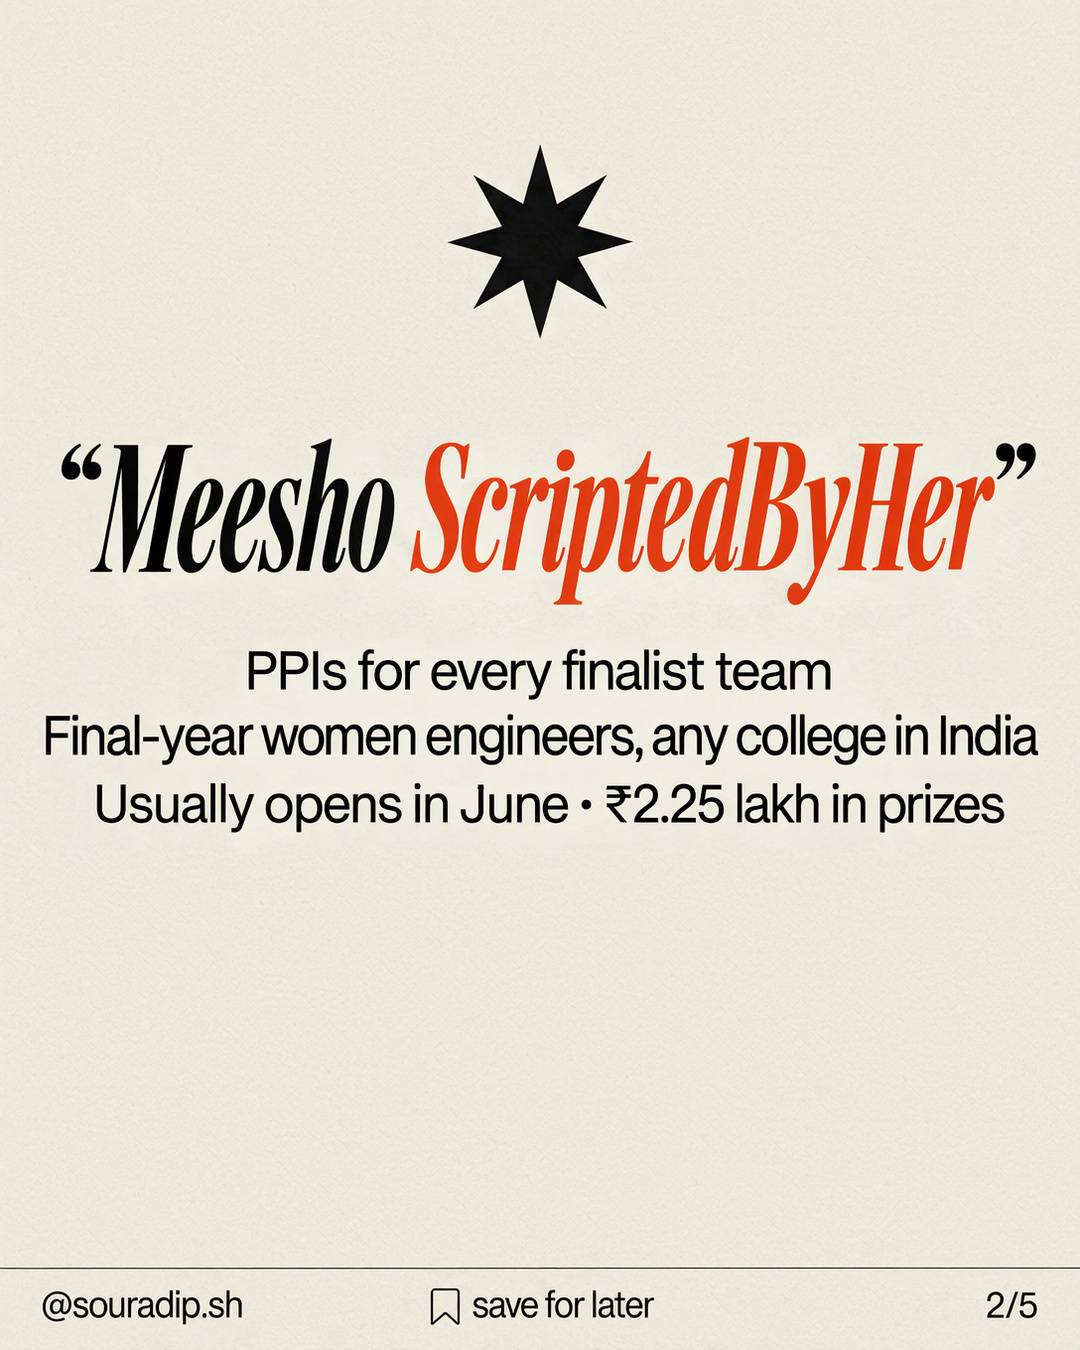 “Meesho ScriptedByHer”
PPIs for every finalist team
Final-year women engineers, any college in India
Usually opens in June • ₹2.25 lakh in prizes
@souradip.sh
save for later
2/5